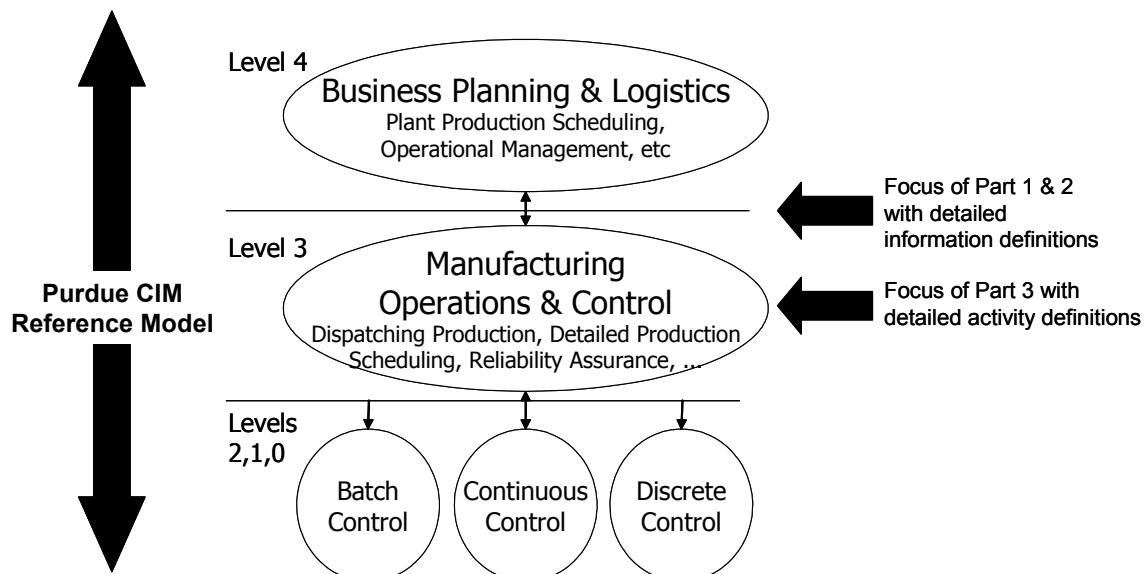 Level 4
Business Planning & Logistics
Plant Production Scheduling,
Operational Management, etc
Focus of Part 1 & 2
with detailed
information definitions
Level 3
Manufacturing
Operations & Control
Dispatching Production, Detailed Production
Scheduling, Reliability Assurance, ...
Focus of Part 3 with
detailed activity definitions
Purdue CIM
Reference Model
Levels
2,1,0
Batch
Control
Continuous
Control
Discrete
Control